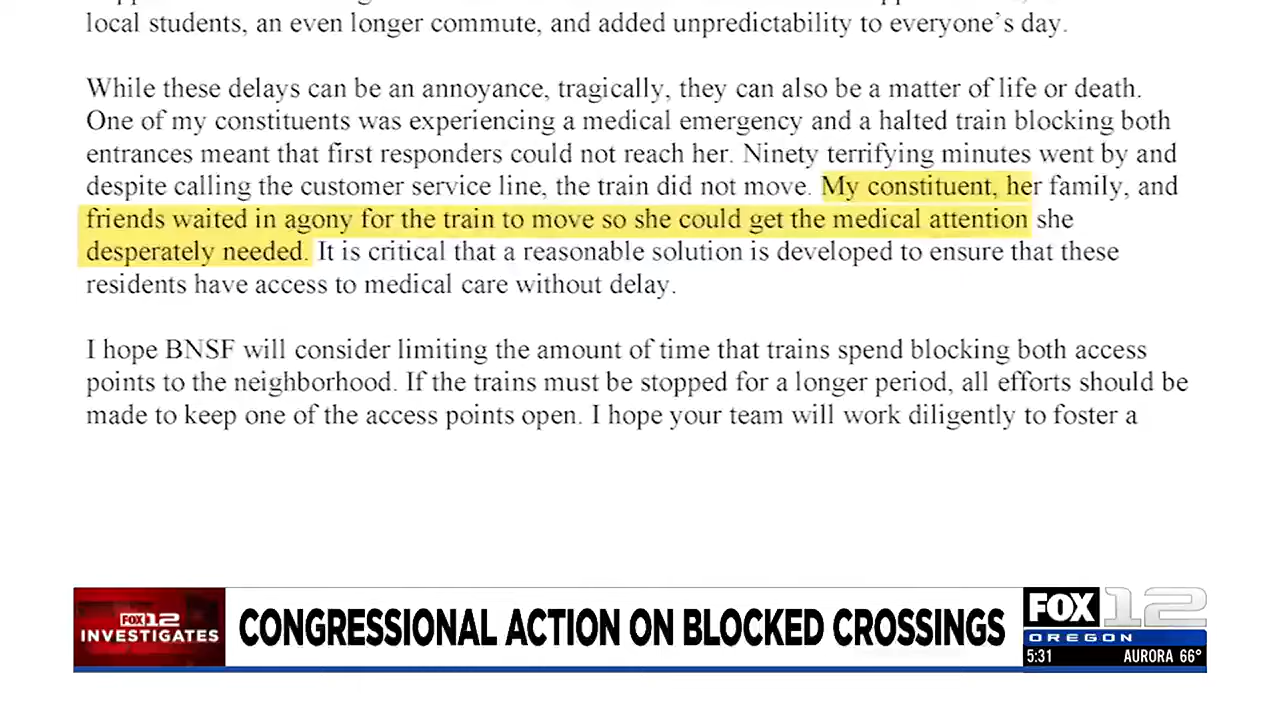 local students, an even longer commute, and added unpredictability to everyone's day.
While these delays can be an annoyance, tragically, they can also be a matter of life or death.
One of my constituents was experiencing a medical emergency and a halted train blocking both
entrances meant that first responders could not reach her. Ninety terrifying minutes went by and
despite calling the customer service line, the train did not move. My constituent, her family, and
friends waited in agony for the train to move so she could get the medical attention she
desperately needed. It is critical that a reasonable solution is developed to ensure that these
residents have access to medical care without delay.
I hope BNSF will consider limiting the amount of time that trains spend blocking both access
points to the neighborhood. If the trains must be stopped for a longer period, all efforts should be
made to keep one of the access points open. I hope your team will work diligently to foster a
FOX 12
INVESTIGATES
CONGRESSIONAL ACTION ON BLOCKED CROSSINGS
FOX 12
OREGON
5:31 AURORA 66°